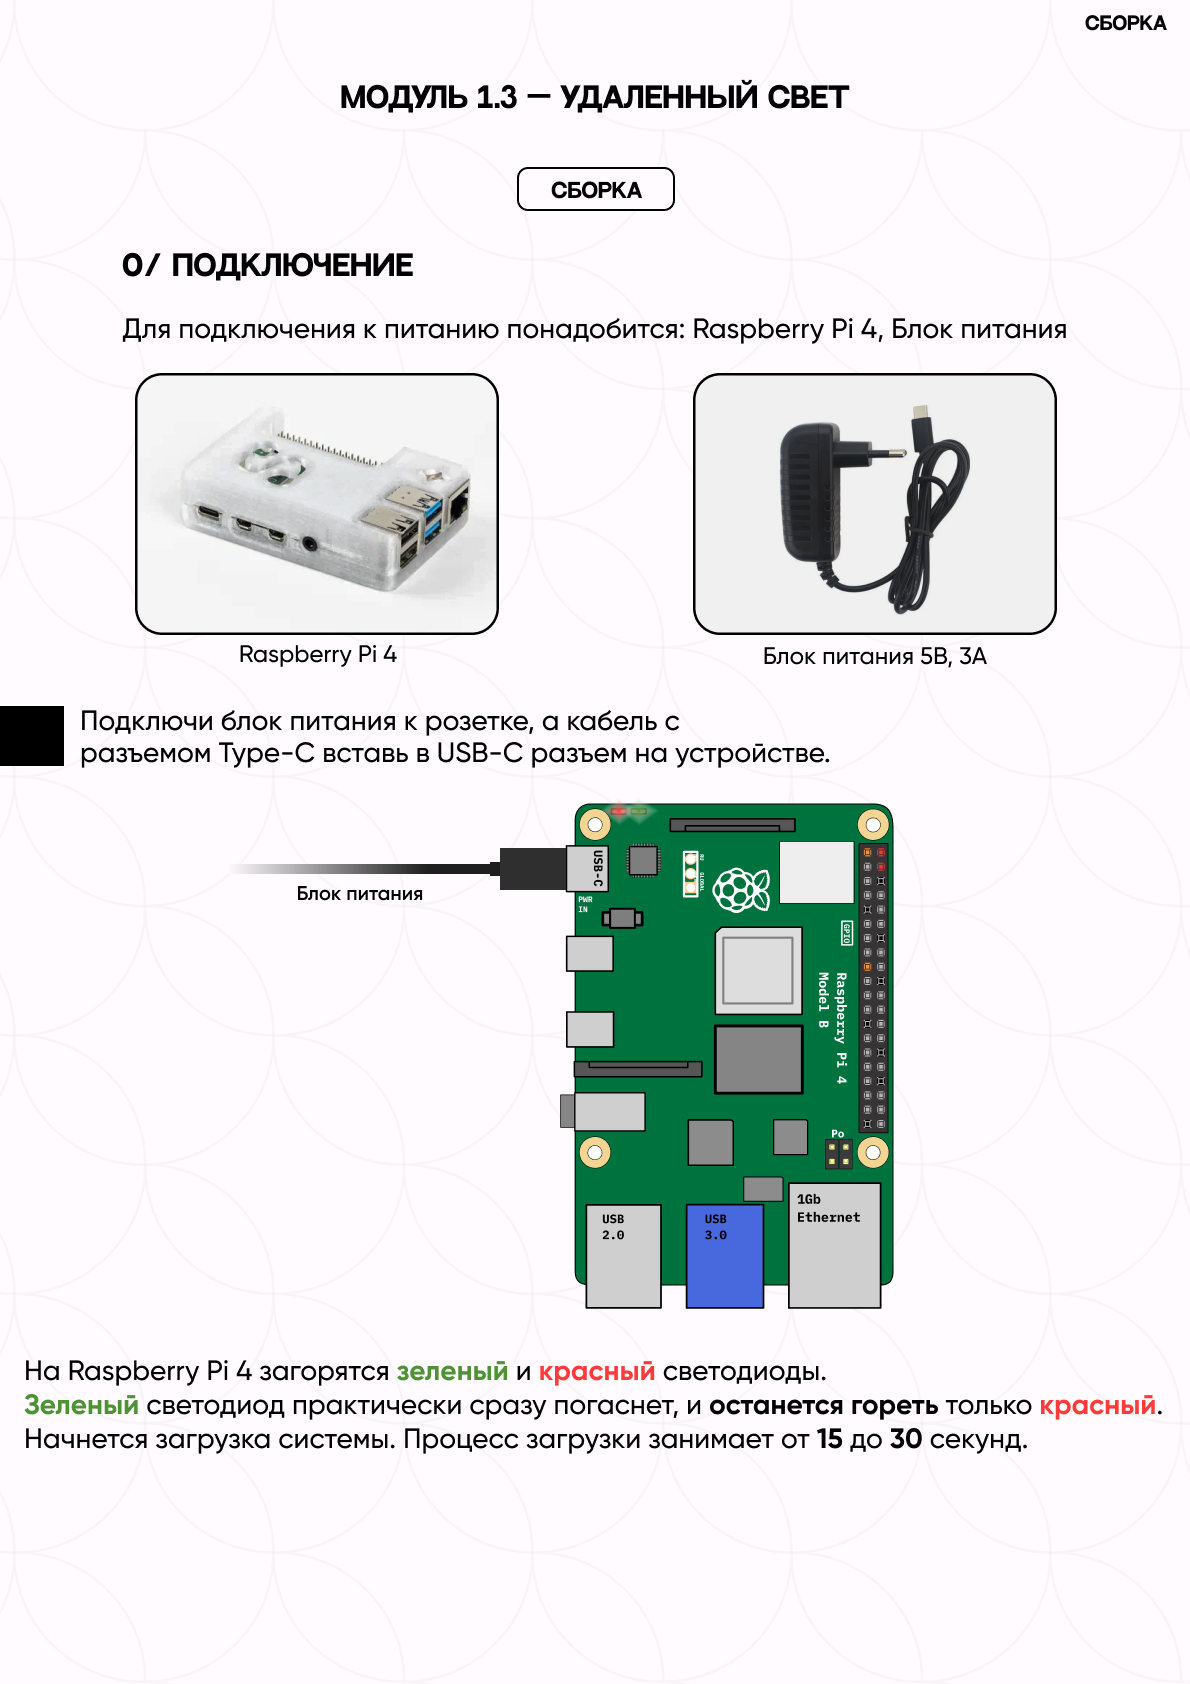 СБОРКА
МОДУЛЬ 1.3 — УДАЛЕННЫЙ СВЕТ
СБОРКА
0/ ПОДКЛЮЧЕНИЕ
Для подключения к питанию понадобится: Raspberry Pi 4, Блок питания
Raspberry Pi 4
Блок питания 5В, 3А
Подключи блок питания к розетке, а кабель с
разъемом Type-C вставь в USB-C разъем на устройстве.
Блок питания
USB-C
PWR
IN
GLOBAL
GPIO
Raspberry Pi 4
Model B
Po
USB
2.0
USB
3.0
1Gb
Ethernet
На Raspberry Pi 4 загорятся зеленый и красный светодиоды.
Зеленый светодиод практически сразу погаснет, и останется гореть только красный.
Начнется загрузка системы. Процесс загрузки занимает от 15 до 30 секунд.